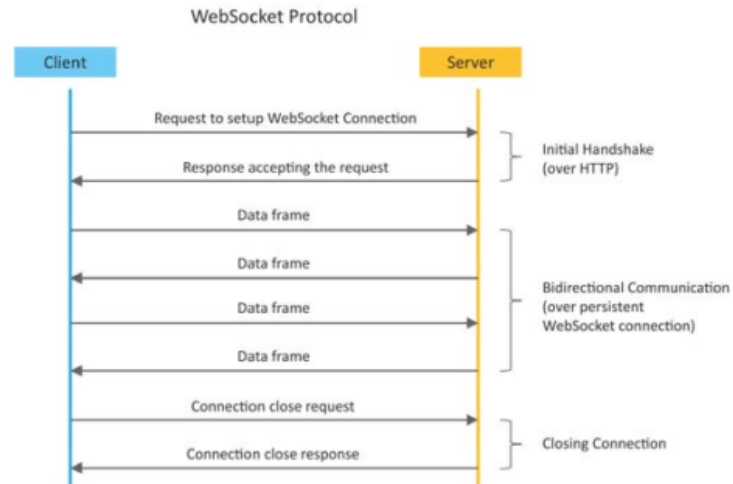 WebSocket Protocol
Client
Server
Request to setup WebSocket Connection
Response accepting the request
Initial Handshake
(over HTTP)
Data frame
Data frame
Data frame
Data frame
Bidirectional Communication
(over persistent
WebSocket connection)
Connection close request
Connection close response
Closing Connection